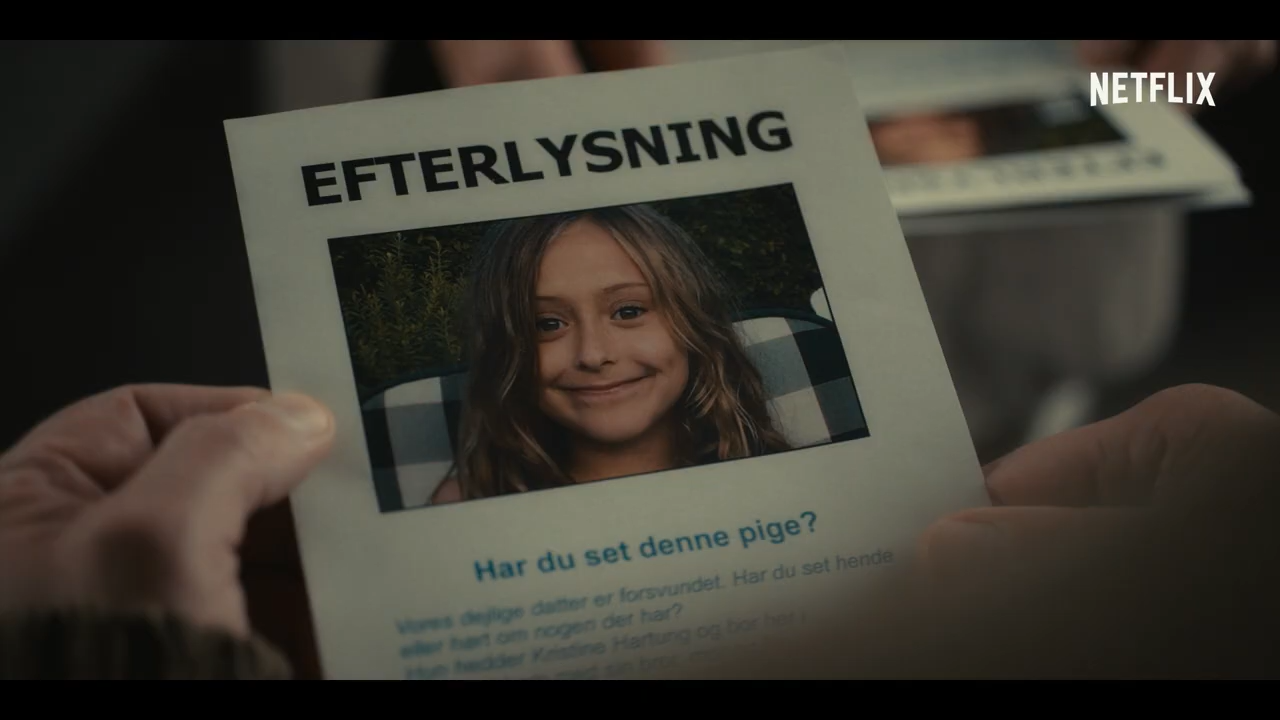 NETFLIX
EFTERLYSNING
Har du set denne pige?
Vores dejlige datter er forsvundet. Har du set hende
eller hørt om nogen der har?
Hun hedder Kristine Hartung og bor her i